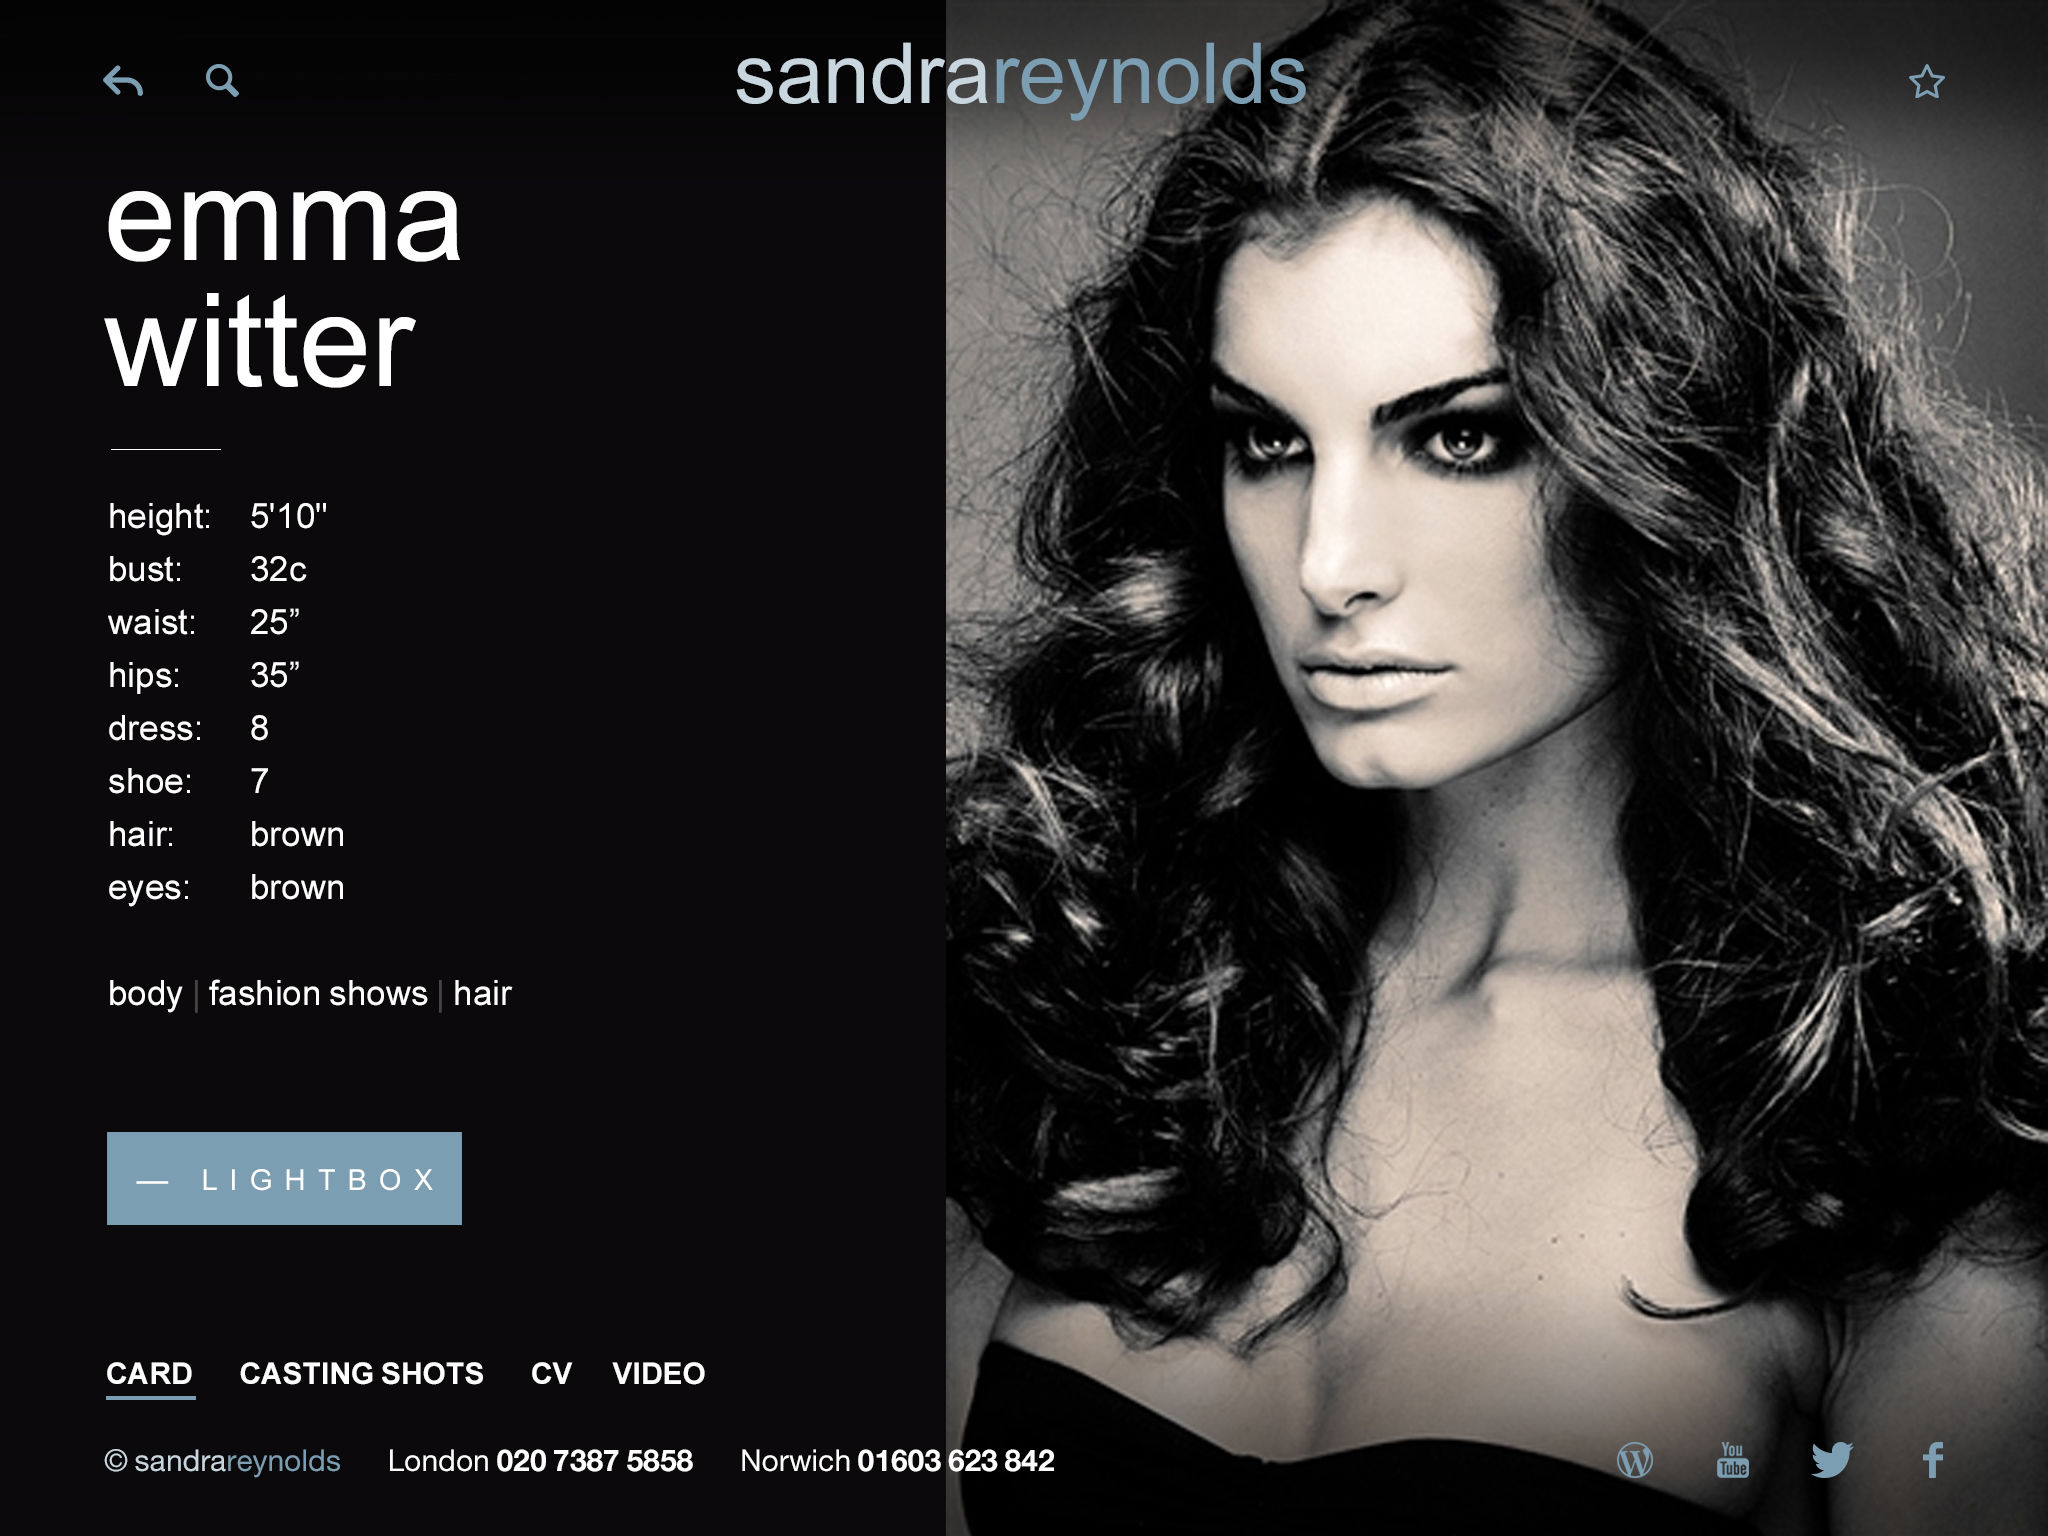 sandrareynolds
emma
witter
height: 5'10"
bust: 32c
waist: 25”
hips: 35”
dress: 8
shoe: 7
hair: brown
eyes: brown
body | fashion shows | hair
— LIGHTBOX
CARD CASTING SHOTS CV VIDEO
© sandrareynolds London 020 7387 5858 Norwich 01603 623 842
You
Tube